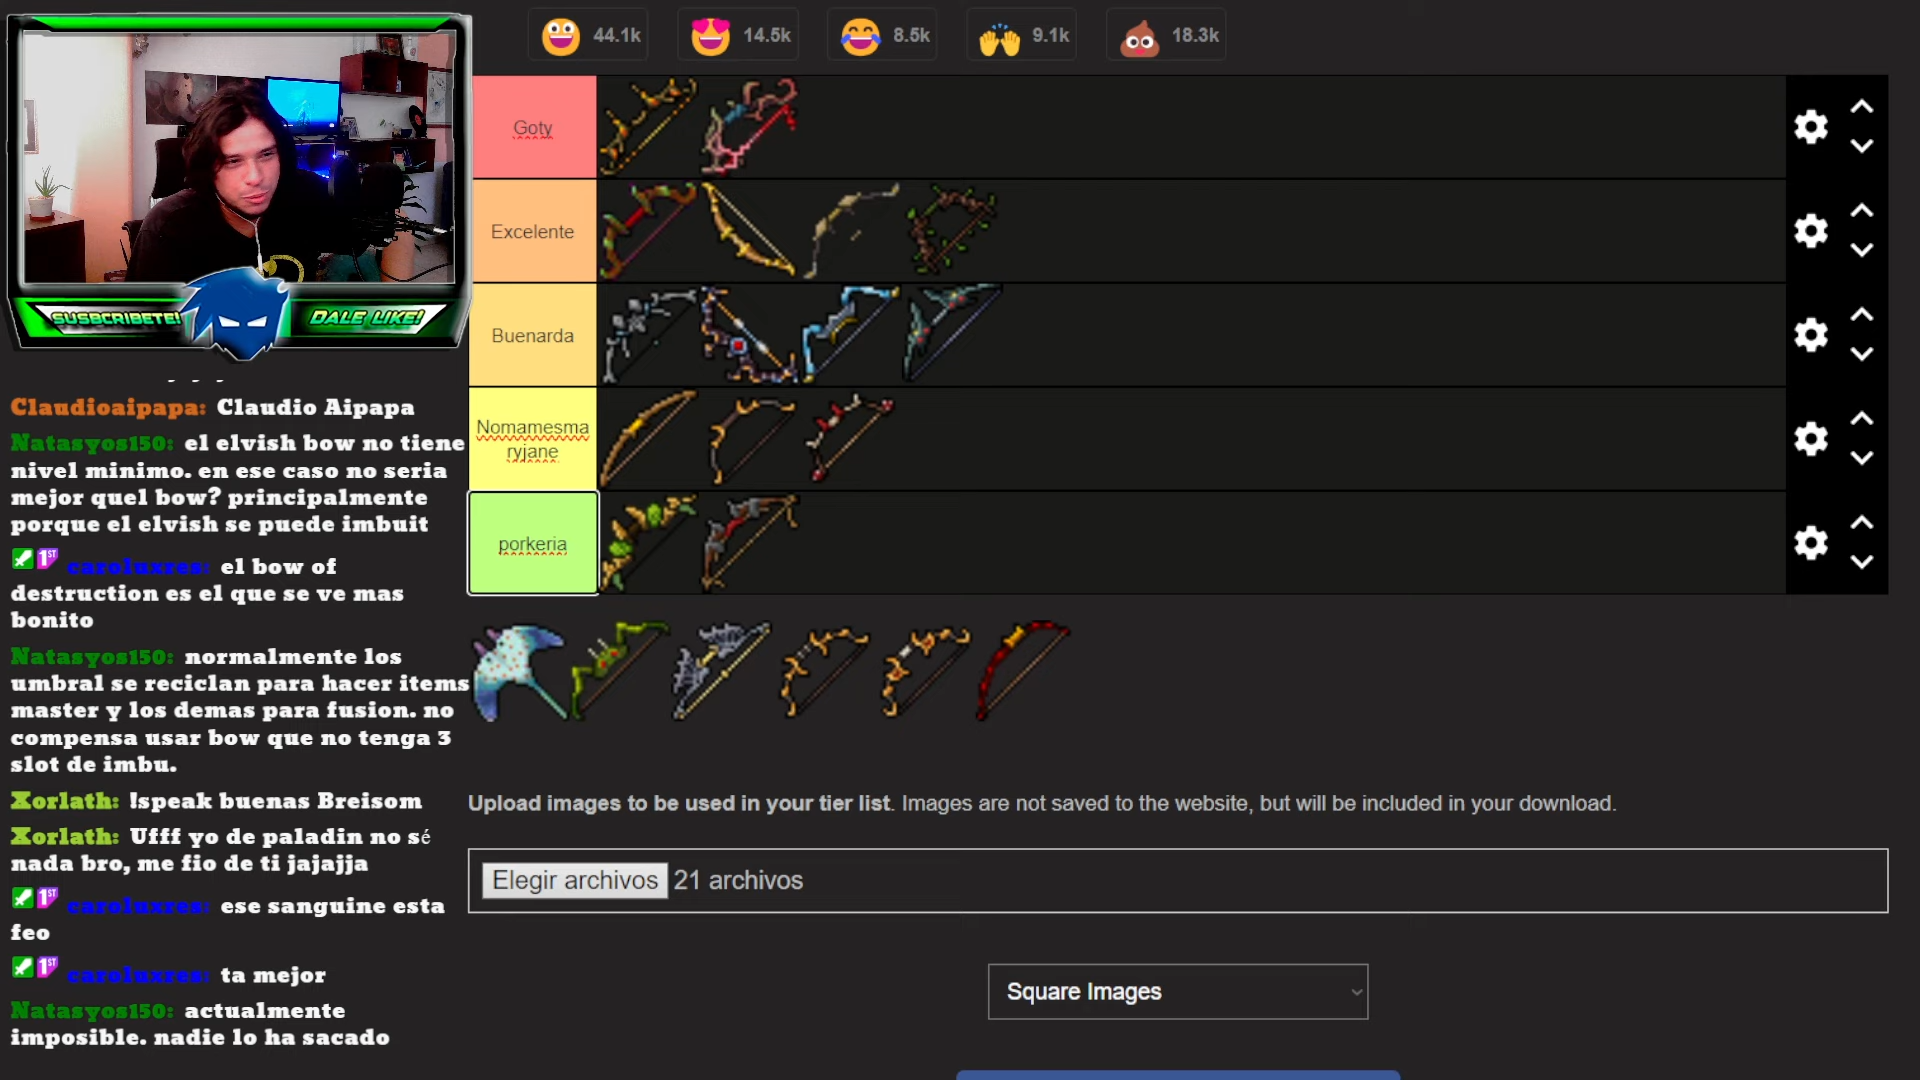 44.1k
14.5k
8.5k
9.1k
18.3k
Goty
Excelente
Buenarda
Nomamesma
ryjane
porkeria
SUSBCRIBETE!
DALE LIKE!
Claudioaipapa: Claudio Aipapa
Natasyos150: el elvish bow no tiene
nivel minimo. en ese caso no seria
mejor quel bow? principalmente
porque el elvish se puede imbuit
1ST caroluxres: el bow of
destruction es el que se ve mas
bonito
Natasyos150: normalmente los
umbral se reciclan para hacer items
master y los demas para fusion. no
compensa usar bow que no tenga 3
slot de imbu.
Xorlath: !speak buenas Breisom
Xorlath: Ufff yo de paladin no sé
nada bro, me fio de ti jajajja
1ST caroluxres: ese sanguine esta
feo
1ST caroluxres: ta mejor
Natasyos150: actualmente
imposible. nadie lo ha sacado
Upload images to be used in your tier list. Images are not saved to the website, but will be included in your download.
Elegir archivos 21 archivos
Square Images